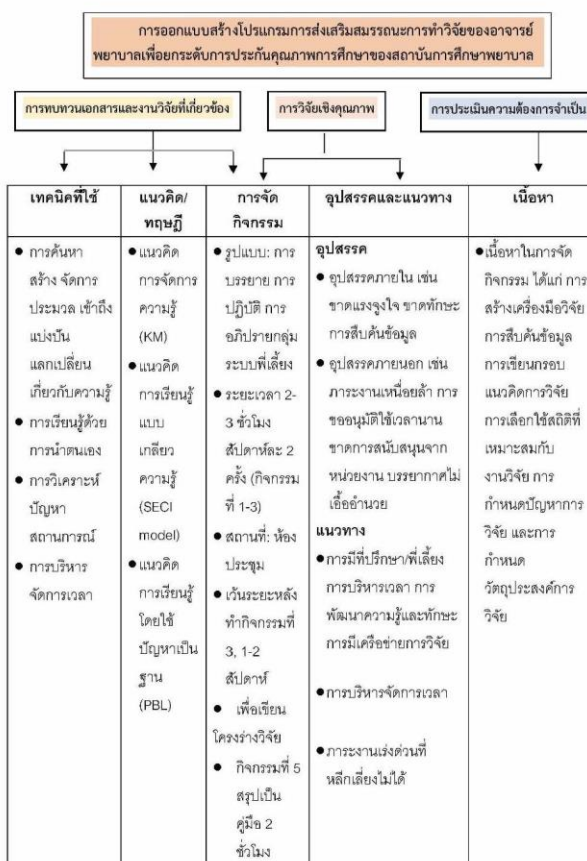 การออกแบบสร้างโปรแกรมการส่งเสริมสมรรถนะการทำวิจัยของอาจารย์
พยาบาลเพื่อยกระดับการประกันคุณภาพการศึกษาของสถาบันการศึกษาพยาบาล
การทบทวนเอกสารและงานวิจัยที่เกี่ยวข้อง
การวิจัยเชิงคุณภาพ
การประเมินความต้องการจำเป็น
เทคนิคที่ใช้
● การค้นหา
สร้าง จัดการ
ประมวล เข้าถึง
แบ่งปัน
แลกเปลี่ยน
เกี่ยวกับความรู้
● การเรียนรู้ด้วย
การนำตนเอง
● การวิเคราะห์
ปัญหา
สถานการณ์
● การบริหาร
จัดการเวลา
แนวคิด/
ทฤษฎี
● แนวคิด
การจัดการ
ความรู้
(KM)
● แนวคิด
การเรียนรู้
แบบ
เกลียว
ความรู้
(SECI
model)
● แนวคิด
การเรียนรู้
โดยใช้
ปัญหาเป็น
ฐาน
(PBL)
การจัด
กิจกรรม
● รูปแบบ: การ
บรรยาย การ
ปฏิบัติ การ
อภิปรายกลุ่ม
ระบบพี่เลี้ยง
● ระยะเวลา 2-
3 ชั่วโมง
สัปดาห์ละ 2
ครั้ง (กิจกรรม
ที่ 1-3)
● สถานที่: ห้อง
ประชุม
● เว้นระยะหลัง
ทำกิจกรรมที่
3, 1-2
สัปดาห์
● เพื่อเขียน
โครงร่างวิจัย
● กิจกรรมที่ 5
สรุปเป็น
คู่มือ 2
ชั่วโมง
อุปสรรคและแนวทาง
อุปสรรค
● อุปสรรคภายใน เช่น
ขาดแรงจูงใจ ขาดทักษะ
การสืบค้นข้อมูล
● อุปสรรคภายนอก เช่น
ภาระงานเหนื่อยล้า การ
ขออนุมัติใช้เวลานาน
ขาดการสนับสนุนจาก
หน่วยงาน บรรยากาศไม่
เอื้ออำนวย
แนวทาง
● การมีที่ปรึกษา/พี่เลี้ยง
การบริหารเวลา การ
พัฒนาความรู้และทักษะ
การมีเครือข่ายการวิจัย
● การบริหารจัดการเวลา
● ภาระงานเร่งด่วนที่
หลีกเลี่ยงไม่ได้
เนื้อหา
● เนื้อหาในการจัด
กิจกรรม ได้แก่ การ
สร้างเครื่องมือวิจัย
การสืบค้นข้อมูล
การเขียนกรอบ
แนวคิดการวิจัย
การเลือกใช้สถิติที่
เหมาะสมกับ
งานวิจัย การ
กำหนดปัญหาการ
วิจัย และการ
กำหนด
วัตถุประสงค์การ
วิจัย